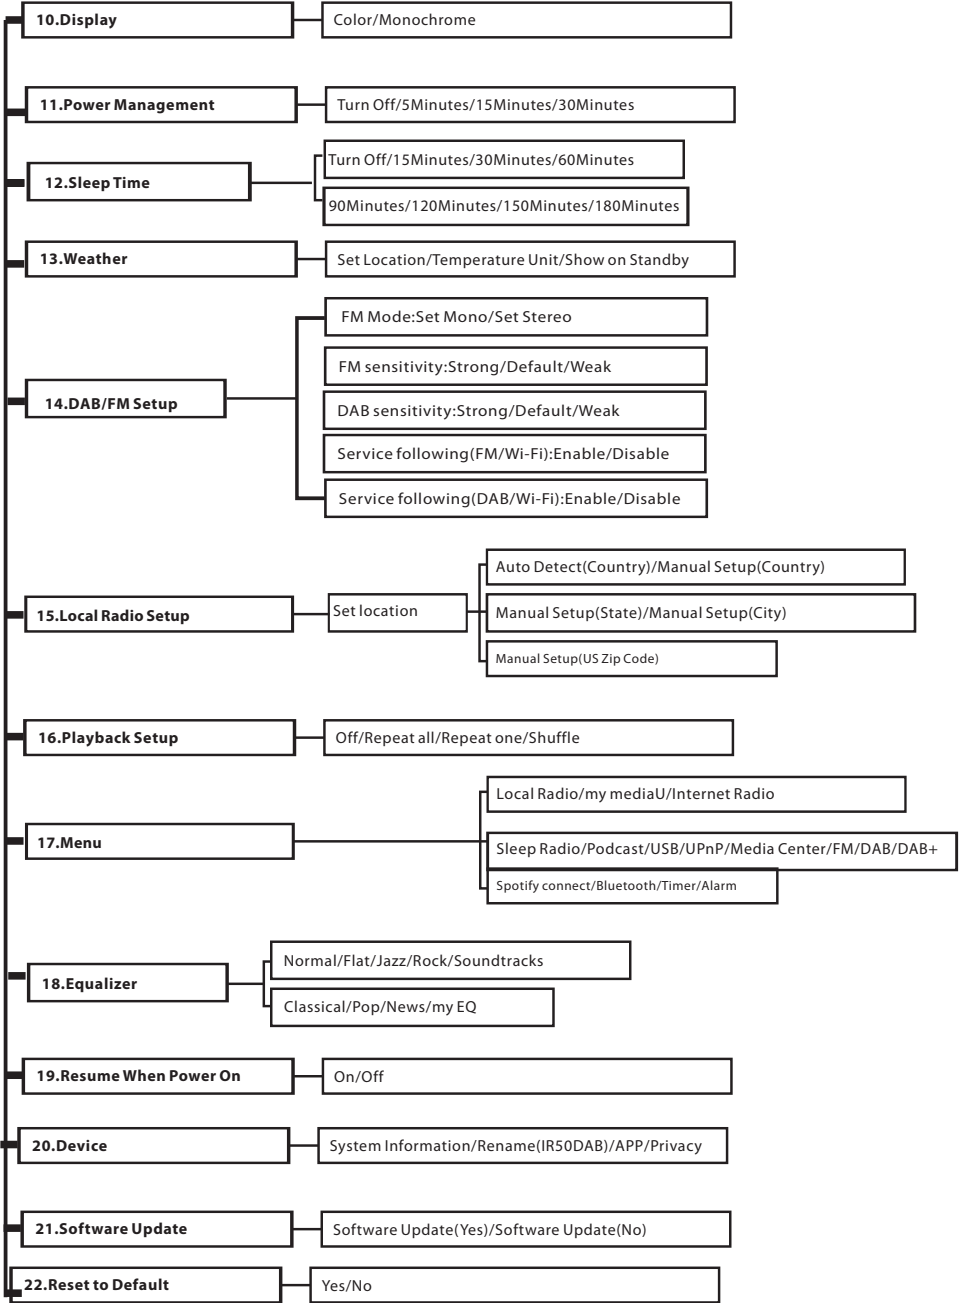 10.Display
Color/Monochrome
11.Power Management
Turn Off/5Minutes/15Minutes/30Minutes
12.Sleep Time
Turn Off/15Minutes/30Minutes/60Minutes
90Minutes/120Minutes/150Minutes/180Minutes
13.Weather
Set Location/Temperature Unit/Show on Standby
14.DAB/FM Setup
FM Mode:Set Mono/Set Stereo
FM sensitivity:Strong/Default/Weak
DAB sensitivity:Strong/Default/Weak
Service following(FM/Wi-Fi):Enable/Disable
Service following(DAB/Wi-Fi):Enable/Disable
15.Local Radio Setup
Set location
Auto Detect(Country)/Manual Setup(Country)
Manual Setup(State)/Manual Setup(City)
Manual Setup(US Zip Code)
16.Playback Setup
Off/Repeat all/Repeat one/Shuffle
17.Menu
Local Radio/my mediaU/Internet Radio
Sleep Radio/Podcast/USB/UPnP/Media Center/FM/DAB/DAB+
Spotify connect/Bluetooth/Timer/Alarm
18.Equalizer
Normal/Flat/Jazz/Rock/Soundtracks
Classical/Pop/News/my EQ
19.Resume When Power On
On/Off
20.Device
System Information/Rename(IR50DAB)/APP/Privacy
21.Software Update
Software Update(Yes)/Software Update(No)
22.Reset to Default
Yes/No